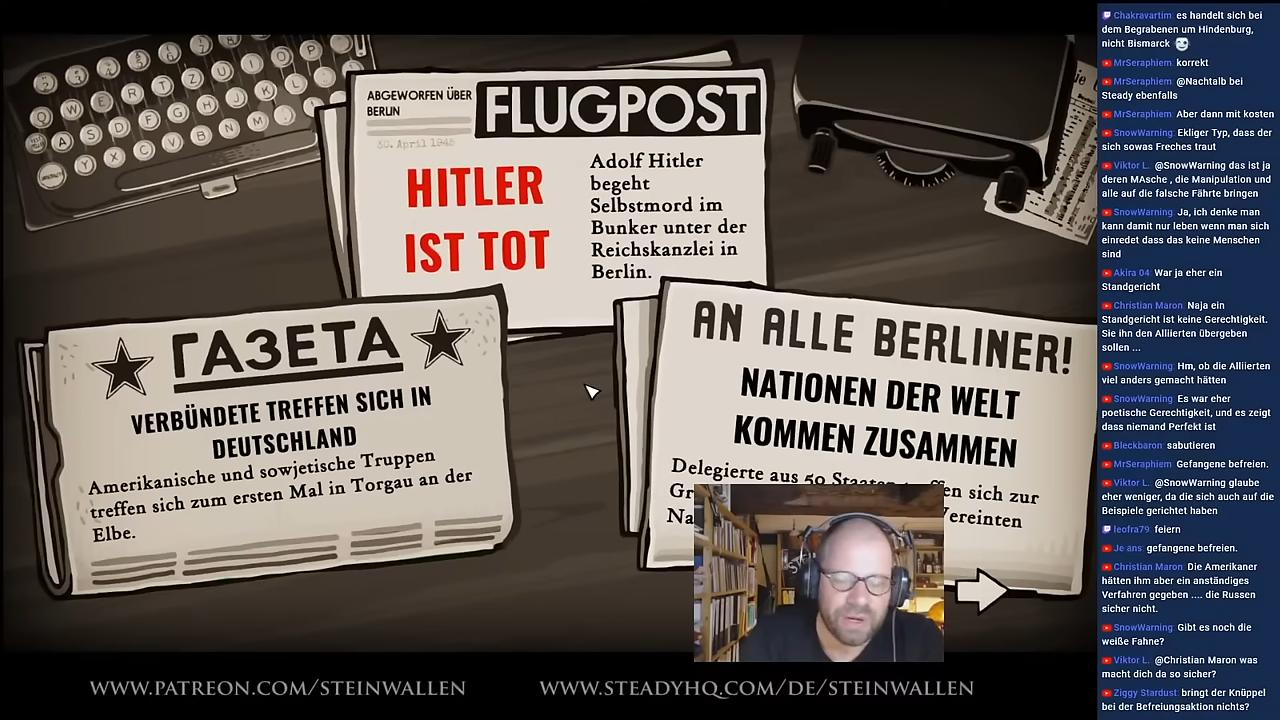 ABGEWORFEN ÜBER
BERLIN
FLUGPOST
30. April 1945
HITLER
IST TOT
Adolf Hitler
begeht
Selbstmord im
Bunker unter der
Reichskanzlei in
Berlin.
ГАЗЕТА
VERBÜNDETE TREFFEN SICH IN
DEUTSCHLAND
Amerikanische und sowjetische Truppen
treffen sich zum ersten Mal in Torgau an der
Elbe.
AN ALLE BERLINER!
NATIONEN DER WELT
KOMMEN ZUSAMMEN
Delegierte aus 50 Staaten treffen sich zur
Gr
Na Vereinten
WWW.PATREON.COM/STEINWALLEN
WWW.STEADYHQ.COM/DE/STEINWALLEN
Chakravartim: es handelt sich bei
dem Begrabenen um Hindenburg,
nicht Bismarck
MrSeraphiem: korrekt
MrSeraphiem: @Nachtalb bei
Steady ebenfalls
MrSeraphiem: Aber dann mit kosten
SnowWarning: Ekliger Typ, dass der
sich sowas Freches traut
Viktor L.: @SnowWarning das ist ja
deren MAsche , die Manipulation und
alle auf die falsche Fährte bringen
SnowWarning: Ja, ich denke man
kann damit nur leben wenn man sich
einredet dass das keine Menschen
sind
Akira 04: War ja eher ein
Standgericht
Christian Maron: Naja ein
Standgericht ist keine Gerechtigkeit.
Sie ihn den Alliierten übergeben
sollen ...
SnowWarning: Hm, ob die Alliierten
viel anders gemacht hätten
SnowWarning: Es war eher
poetische Gerechtigkeit, und es zeigt
dass niemand Perfekt ist
Bleckbaron: sabutieren
MrSeraphiem: Gefangene befreien.
Viktor L.: @SnowWarning glaube
eher weniger, da die sich auch auf die
Beispiele gerichtet haben
leofra79: feiern
Je ans: gefangene befreien.
Christian Maron: Die Amerikaner
hätten ihm aber ein anständiges
Verfahren gegeben .... die Russen
sicher nicht.
SnowWarning: Gibt es noch die
weiße Fahne?
Viktor L.: @Christian Maron was
macht dich da so sicher?
Ziggy Stardust: bringt der Knüppel
bei der Befreiungsaktion nichts?